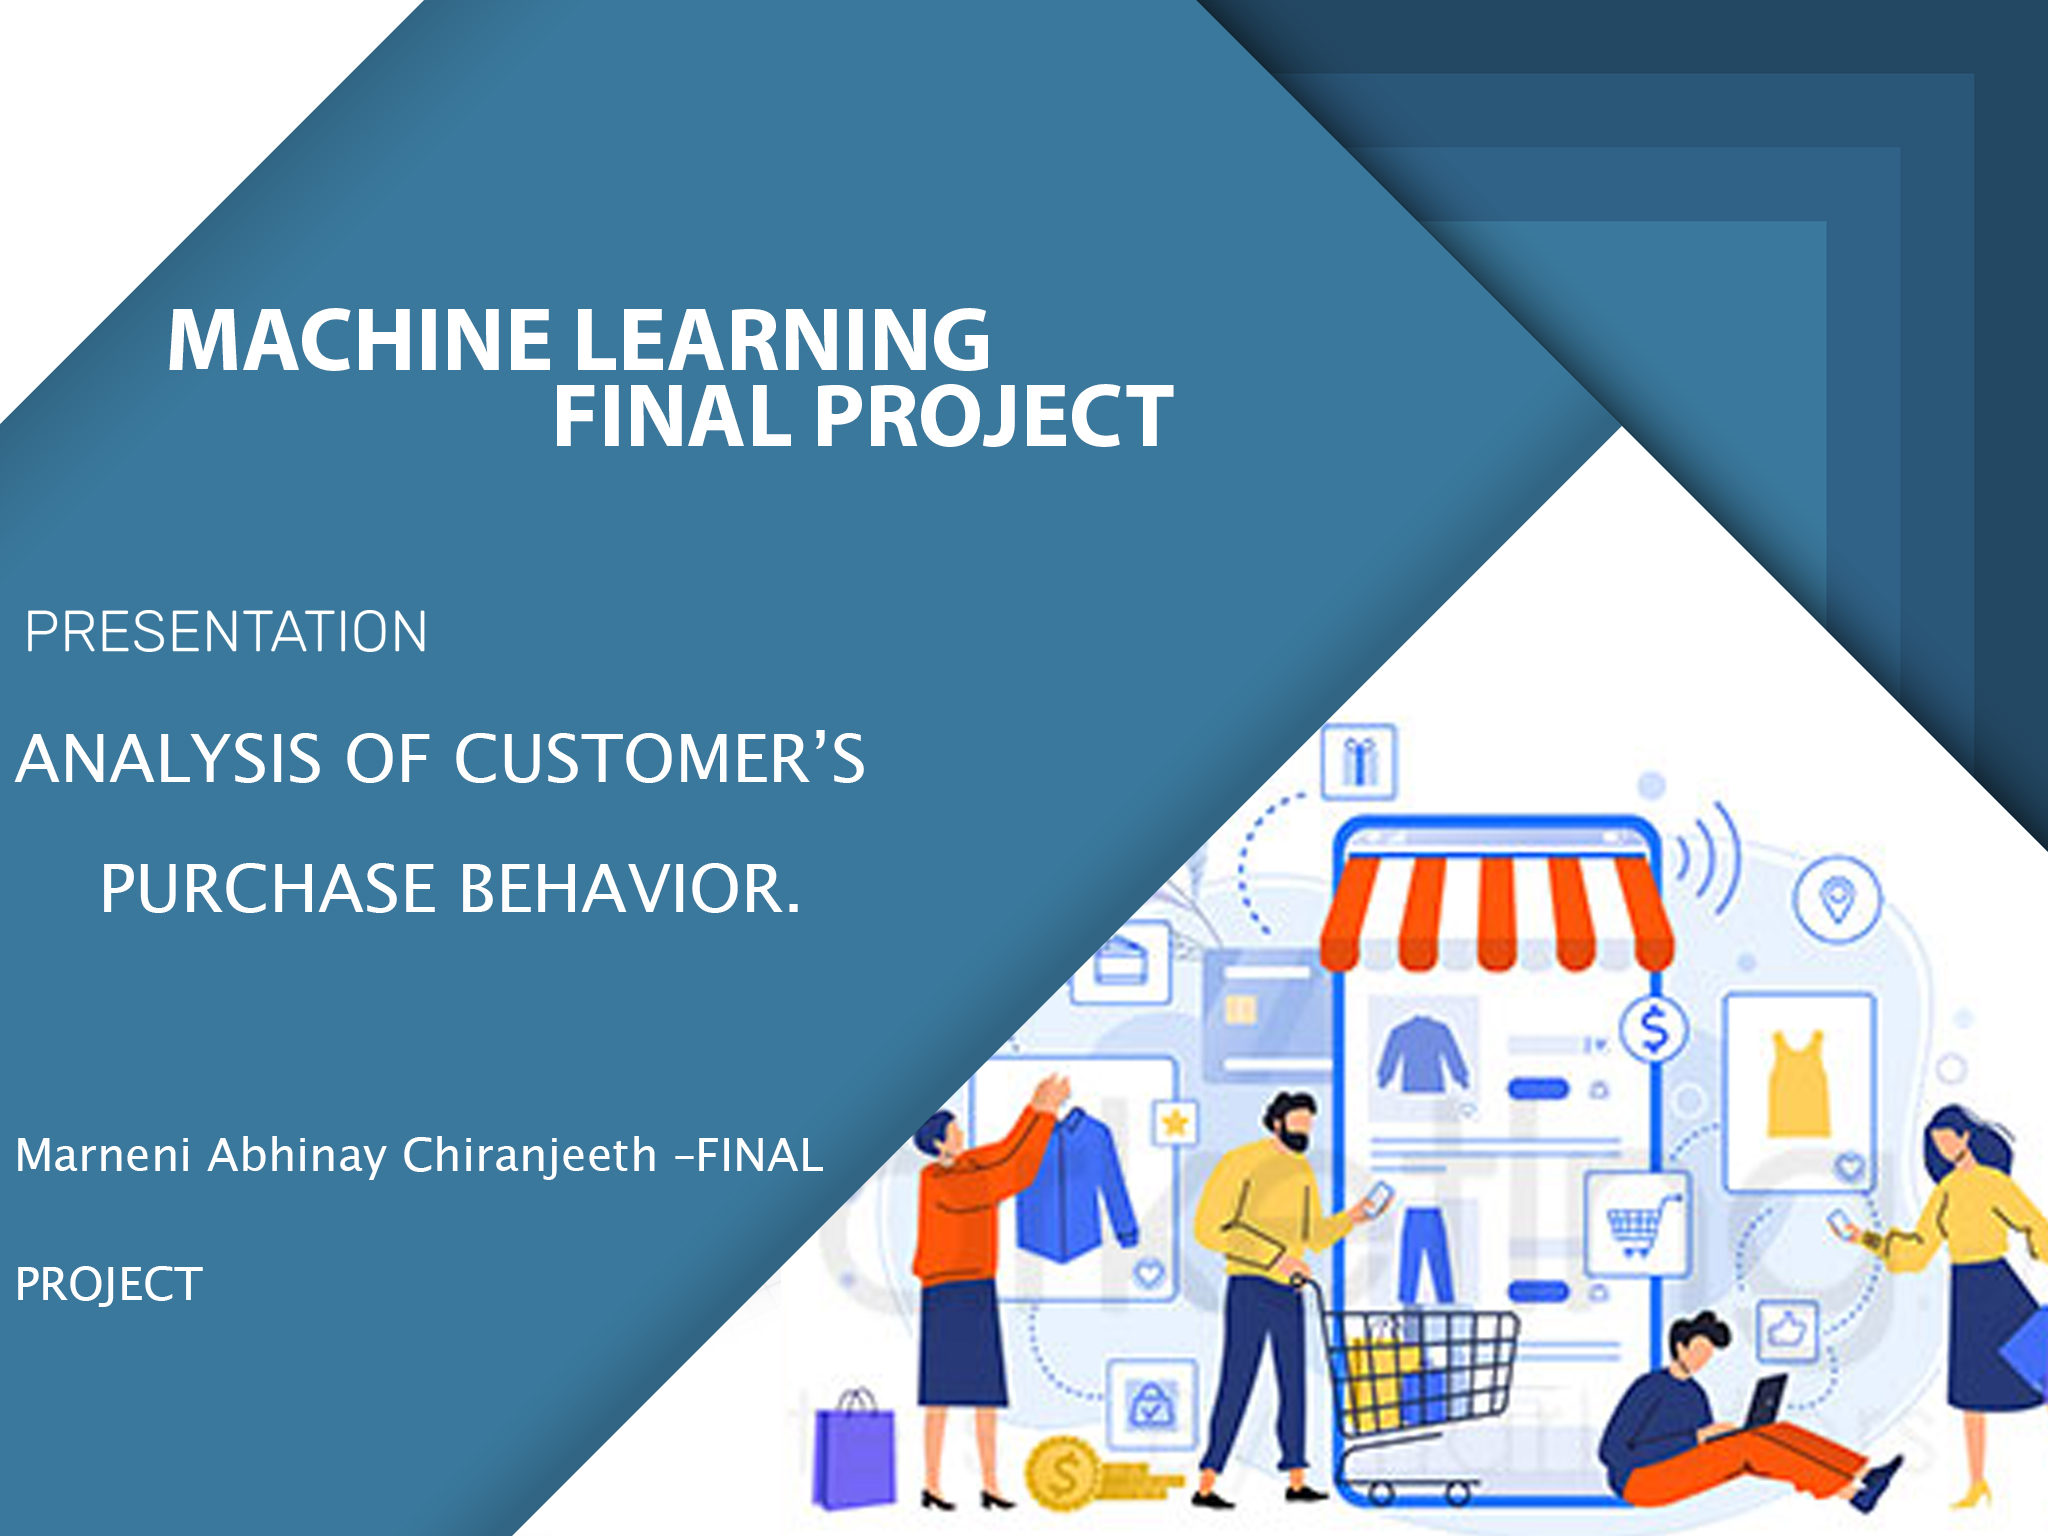 MACHINE LEARNING
FINAL PROJECT
PRESENTATION
ANALYSIS OF CUSTOMER’S
PURCHASE BEHAVIOR.
Marneni Abhinay Chiranjeeth –FINAL
PROJECT
$
$